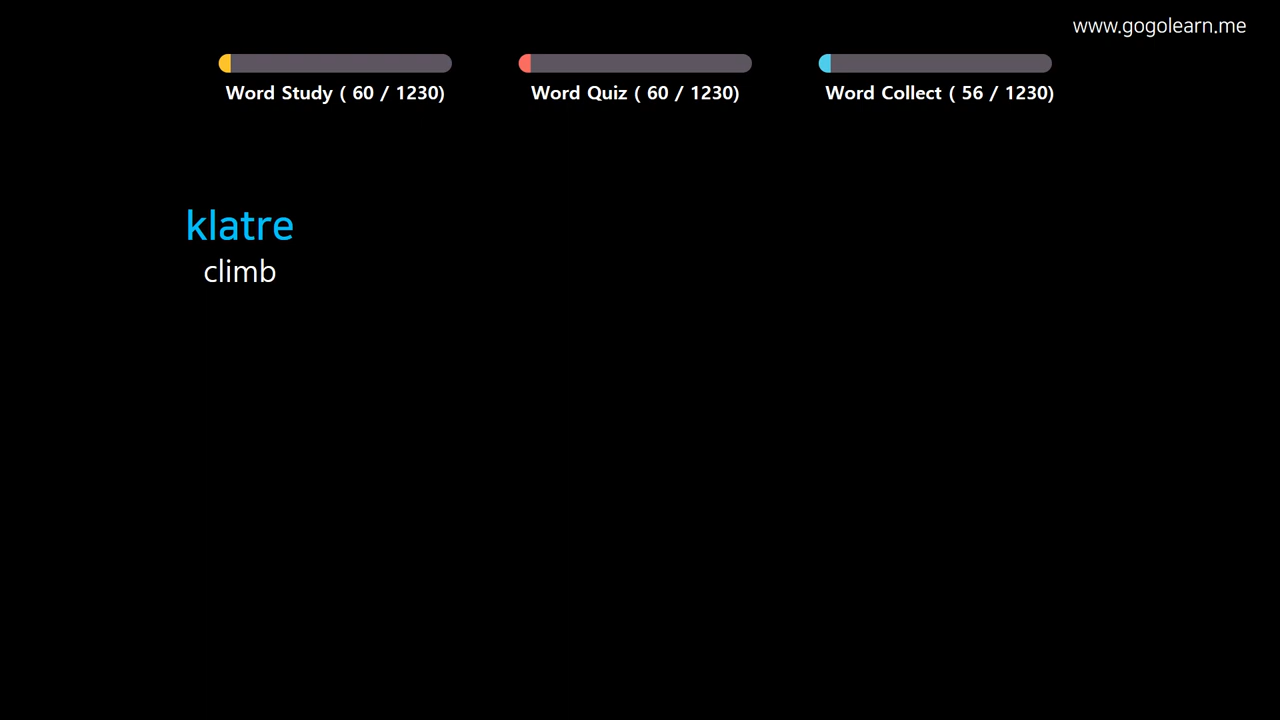 www.gogolearn.me
Word Study ( 60 / 1230)
Word Quiz ( 60 / 1230)
Word Collect ( 56 / 1230)
klatre
climb